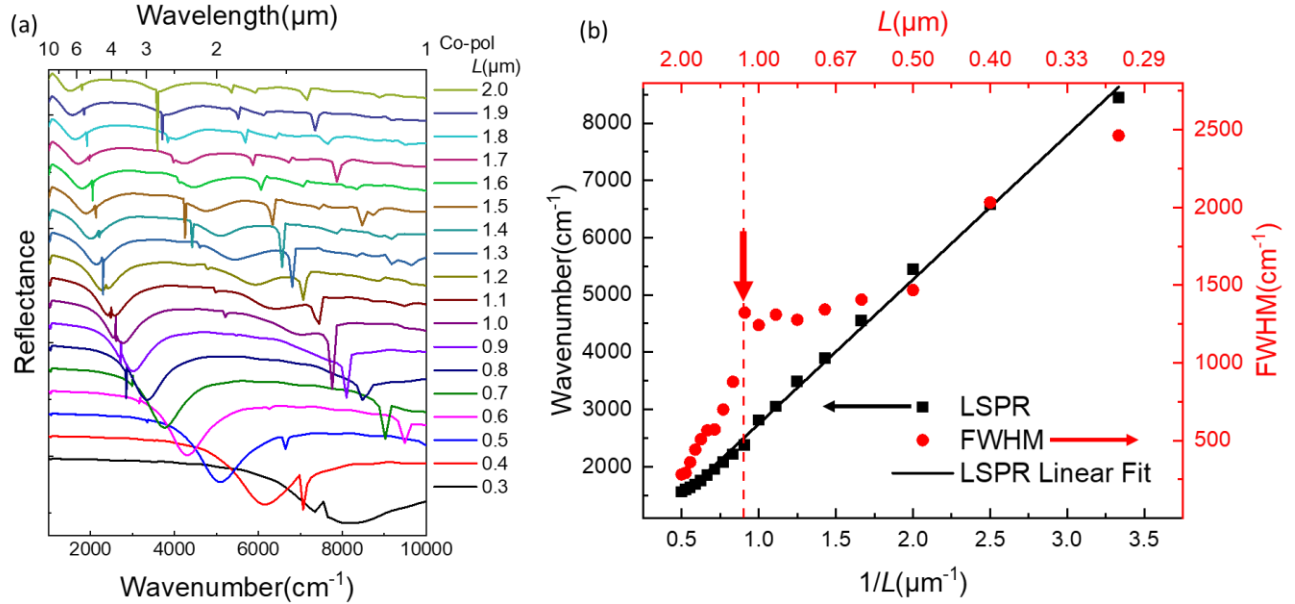 (a)
Wavelength(μm)
10 6 4 3 2 1
Co-pol
L(μm)
2.0
1.9
1.8
1.7
1.6
1.5
1.4
1.3
1.2
1.1
1.0
0.9
0.8
0.7
0.6
0.5
0.4
0.3
Reflectance
2000 4000 6000 8000 10000
Wavenumber(cm⁻¹)
(b)
L(μm)
2.00 1.00 0.67 0.50 0.40 0.33 0.29
8000
7000
6000
5000
4000
3000
2000
Wavenumber(cm⁻¹)
2500
2000
1500
1000
500
FWHM(cm⁻¹)
LSPR
FWHM
LSPR Linear Fit
0.5 1.0 1.5 2.0 2.5 3.0 3.5
1/L(μm⁻¹)